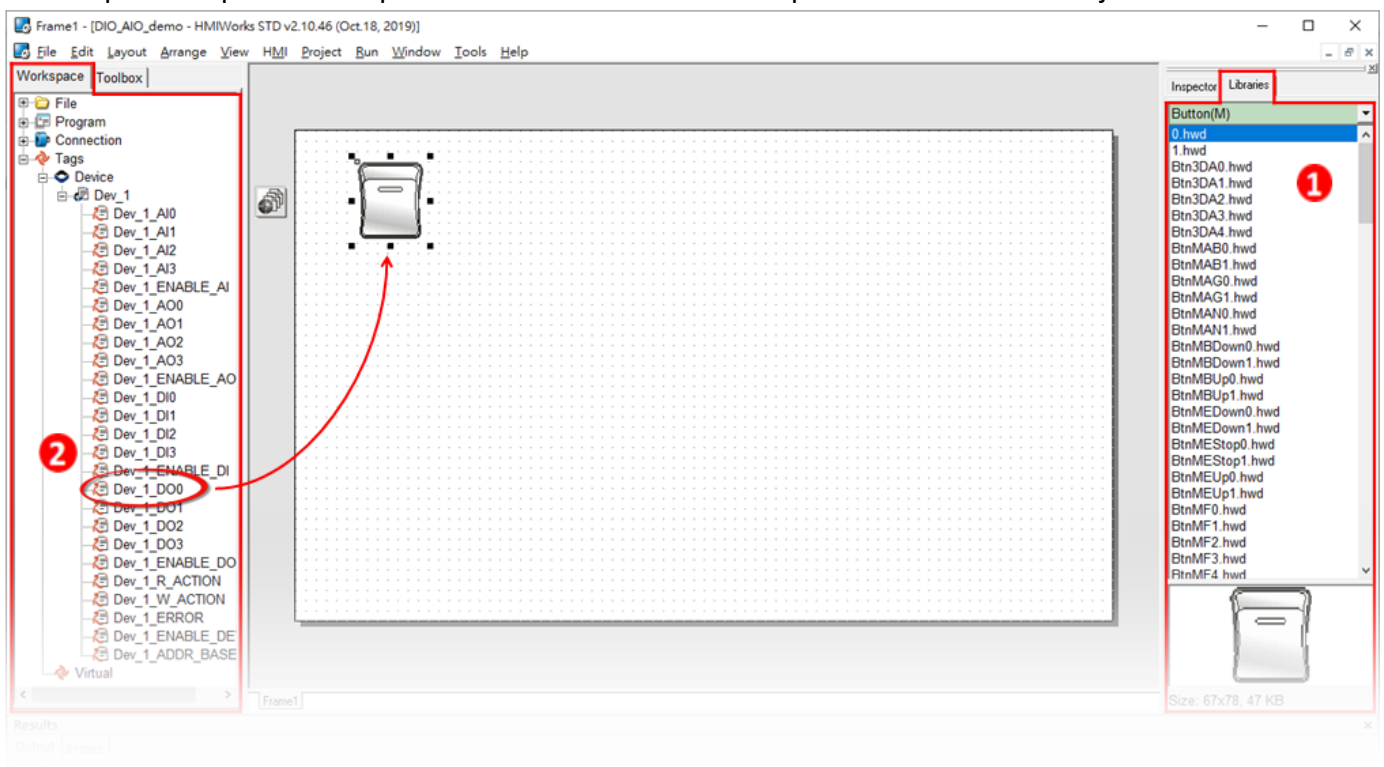 Frame1 - [DIO_AIO_demo - HMIWorks STD v2.10.46 (Oct.18, 2019)]
File Edit Layout Arrange View HMI Project Run Window Tools Help
Workspace Toolbox
File
Program
Connection
Tags
Device
Dev_1
Dev_1_AI0
Dev_1_AI1
Dev_1_AI2
Dev_1_AI3
Dev_1_ENABLE_AI
Dev_1_AO0
Dev_1_AO1
Dev_1_AO2
Dev_1_AO3
Dev_1_ENABLE_AO
Dev_1_DI0
Dev_1_DI1
Dev_1_DI2
Dev_1_DI3
2
Dev_1_ENABLE_DI
Dev_1_DO0
Dev_1_DO1
Dev_1_DO2
Dev_1_DO3
Dev_1_ENABLE_DO
Dev_1_R_ACTION
Dev_1_W_ACTION
Dev_1_ERROR
Dev_1_ENABLE_DE
Dev_1_ADDR_BASE
Virtual
Frame1
Inspector Libraries
Button(M)
0.hwd
1.hwd
Btn3DA0.hwd
Btn3DA1.hwd
1
Btn3DA2.hwd
Btn3DA3.hwd
Btn3DA4.hwd
BtnMAB0.hwd
BtnMAB1.hwd
BtnMAG0.hwd
BtnMAG1.hwd
BtnMAN0.hwd
BtnMAN1.hwd
BtnMBDown0.hwd
BtnMBDown1.hwd
BtnMBUp0.hwd
BtnMBUp1.hwd
BtnMEDown0.hwd
BtnMEDown1.hwd
BtnMEStop0.hwd
BtnMEStop1.hwd
BtnMEUp0.hwd
BtnMEUp1.hwd
BtnMF0.hwd
BtnMF1.hwd
BtnMF2.hwd
BtnMF3.hwd
BtnMF4.hwd
Size: 67x78, 47 KB
Results
Output Errors